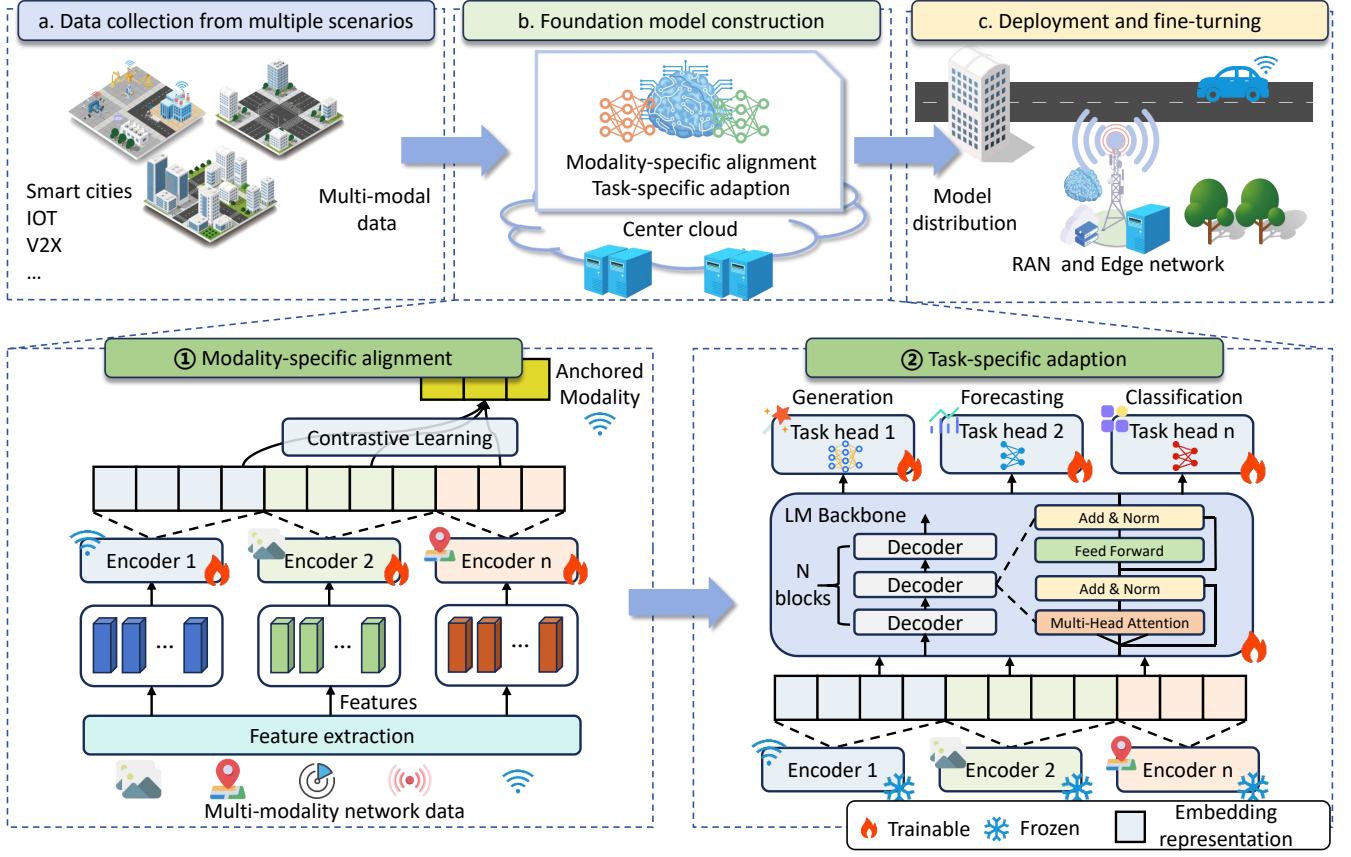 a. Data collection from multiple scenarios
Smart cities
IOT
V2X
...
Multi-modal
data
b. Foundation model construction
Modality-specific alignment
Task-specific adaption
Center cloud
c. Deployment and fine-turning
Model
distribution
RAN and Edge network
① Modality-specific alignment
Anchored
Modality
Contrastive Learning
Encoder 1
Encoder 2
Encoder n
...
...
...
Features
Feature extraction
Multi-modality network data
② Task-specific adaption
Generation
Forecasting
Classification
Task head 1
Task head 2
Task head n
LM Backbone
N
blocks
Decoder
Decoder
Decoder
Add & Norm
Feed Forward
Add & Norm
Multi-Head Attention
Encoder 1
Encoder 2
Encoder n
Trainable
Frozen
Embedding
representation